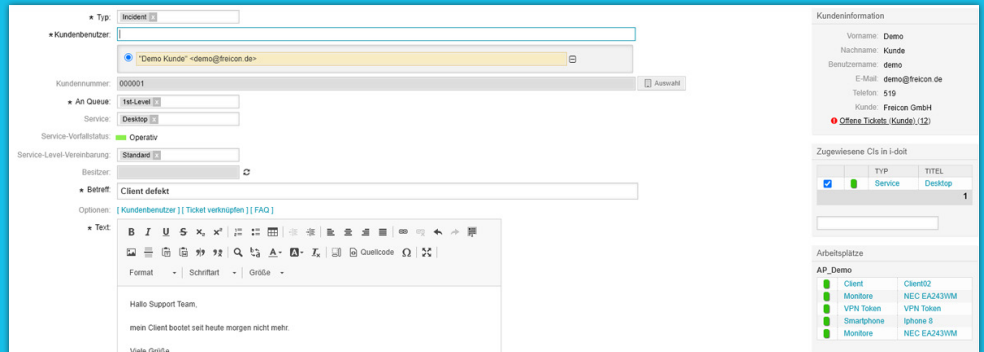 * Typ: Incident x
* Kundenbenutzer:
"Demo Kunde" <demo@freicon.de>
Kundennummer: 000001 Auswahl
* An Queue: 1st-Level x
Service: Desktop x
Service-Vorfallstatus: Operativ
Service-Level-Vereinbarung: Standard x
Besitzer:
* Betreff: Client defekt
Optionen: [ Kundenbenutzer ] [ Ticket verknüpfen ] [ FAQ ]
* Text:
B I U S x₂ x²
Quellcode Ω
Format Schriftart Größe
Hallo Support Team,
mein Client bootet seit heute morgen nicht mehr.
Viele Grüße
Kundeninformation
Vorname: Demo
Nachname: Kunde
Benutzername: demo
E-Mail: demo@freicon.de
Telefon: 519
Kunde: Freicon GmbH
Offene Tickets (Kunde) (12)
Zugewiesene CIs in i-doit
TYP TITEL
Service Desktop
1
Arbeitsplätze
AP_Demo
Client Client02
Monitore NEC EA243WM
VPN Token VPN Token
Smartphone Iphone 8
Monitore NEC EA243WM